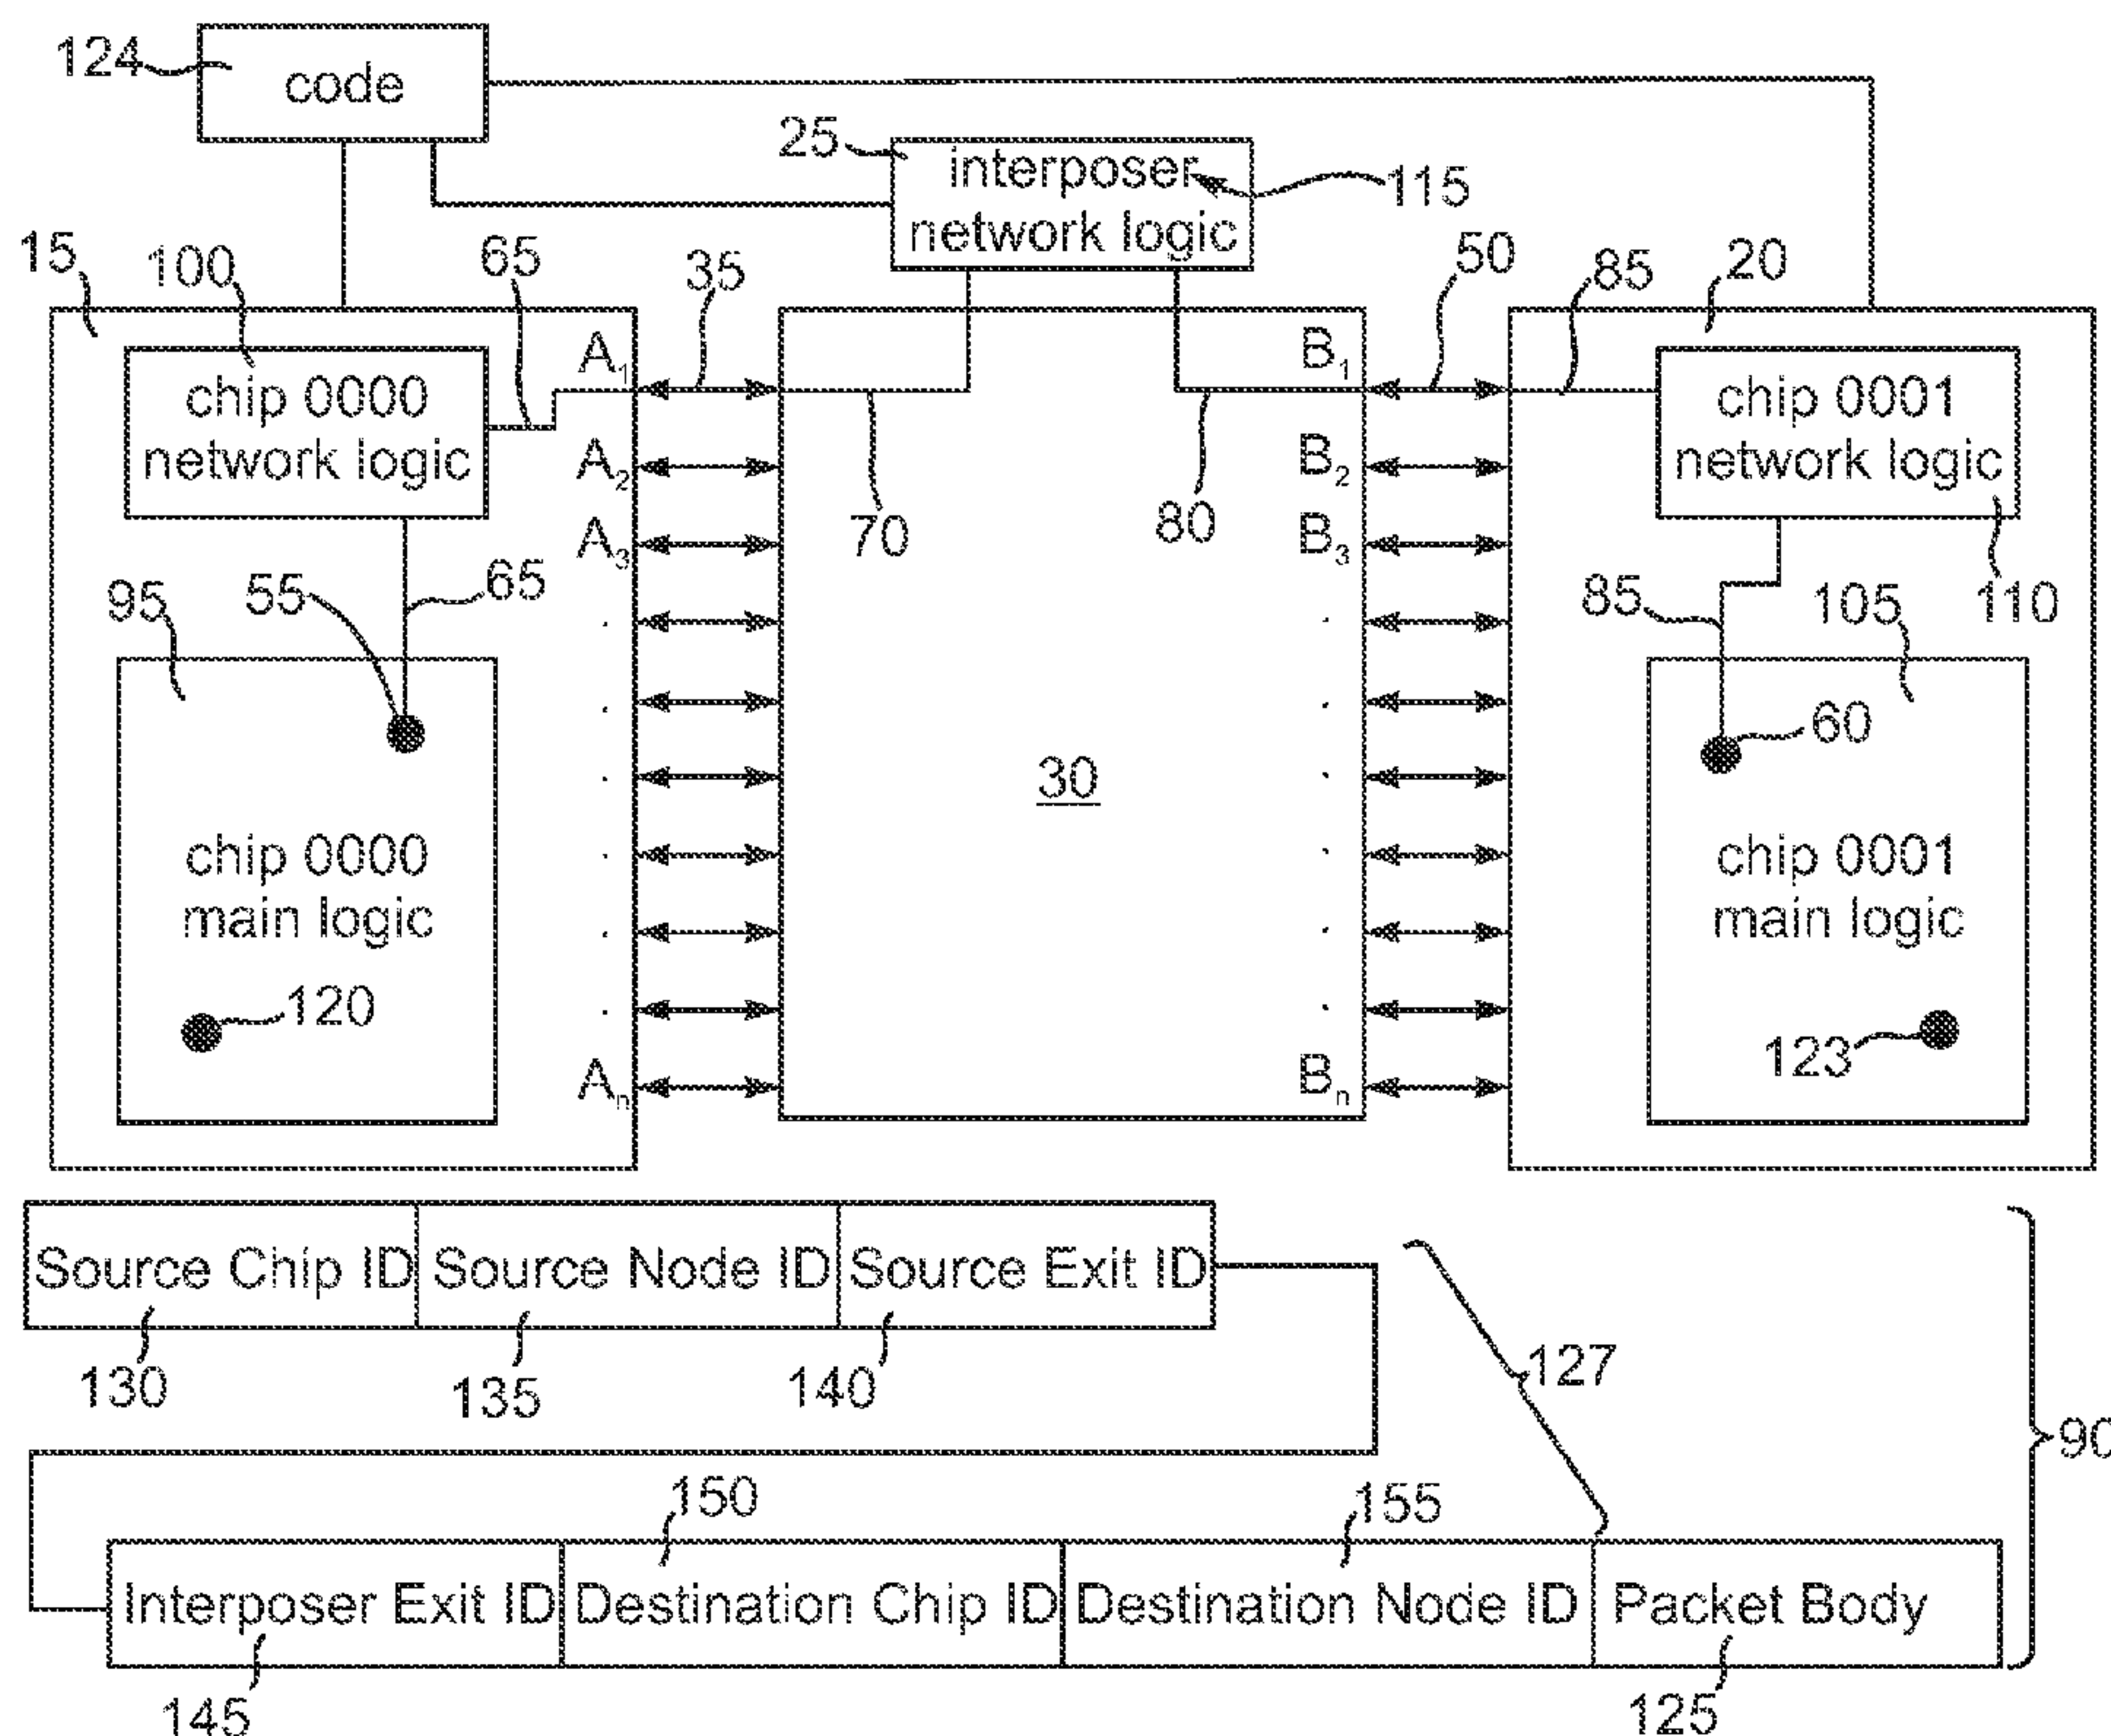 124
code
25
interposer
network logic
115
15
100
65
35
50
85
20
chip 0000
network logic
A1
A2
A3
.
.
.
.
.
.
An
70
80
B1
B2
B3
.
.
.
.
.
.
Bn
chip 0001
network logic
110
95
55
65
85
105
60
30
chip 0000
main logic
120
chip 0001
main logic
123
Source Chip ID
Source Node ID
Source Exit ID
130
135
140
127
90
150
155
Interposer Exit ID
Destination Chip ID
Destination Node ID
Packet Body
145
125